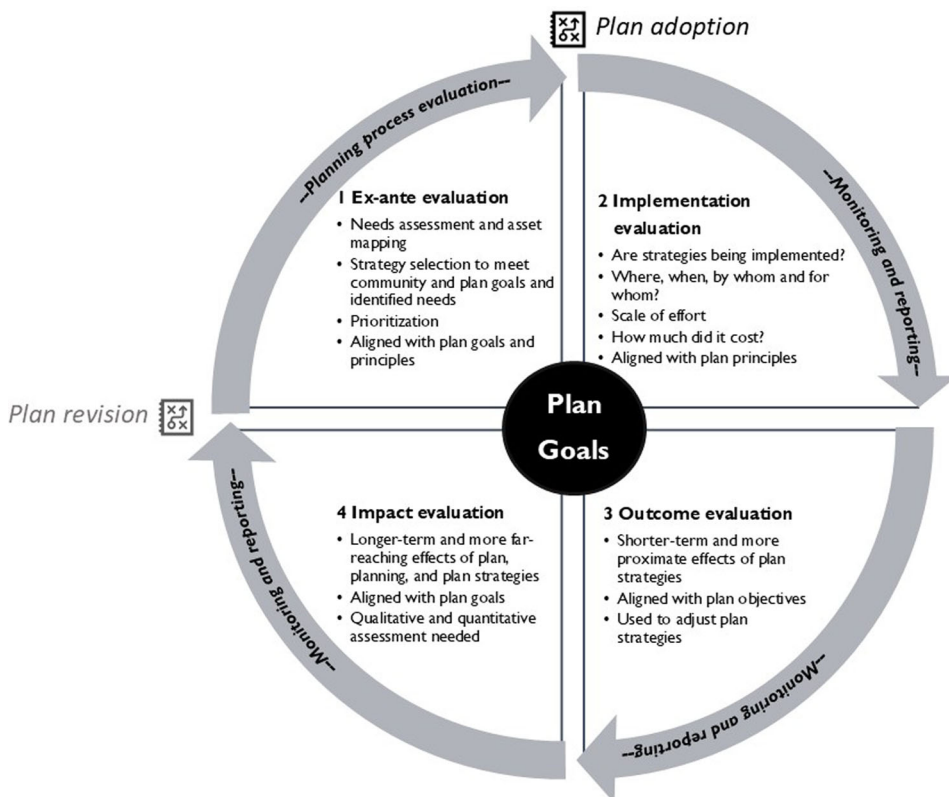 Plan adoption
---Planning process evaluation---
---Monitoring and reporting---
1 Ex-ante evaluation
• Needs assessment and asset
mapping
• Strategy selection to meet
community and plan goals and
identified needs
• Prioritization
• Aligned with plan goals and
principles
2 Implementation
evaluation
• Are strategies being implemented?
• Where, when, by whom and for
whom?
• Scale of effort
• How much did it cost?
• Aligned with plan principles
Plan
Goals
Plan revision
4 Impact evaluation
• Longer-term and more far-
reaching effects of plan,
planning, and plan strategies
• Aligned with plan goals
• Qualitative and quantitative
assessment needed
3 Outcome evaluation
• Shorter-term and more
proximate effects of plan
strategies
• Aligned with plan objectives
• Used to adjust plan
strategies
---Monitoring and reporting---
---Monitoring and reporting---